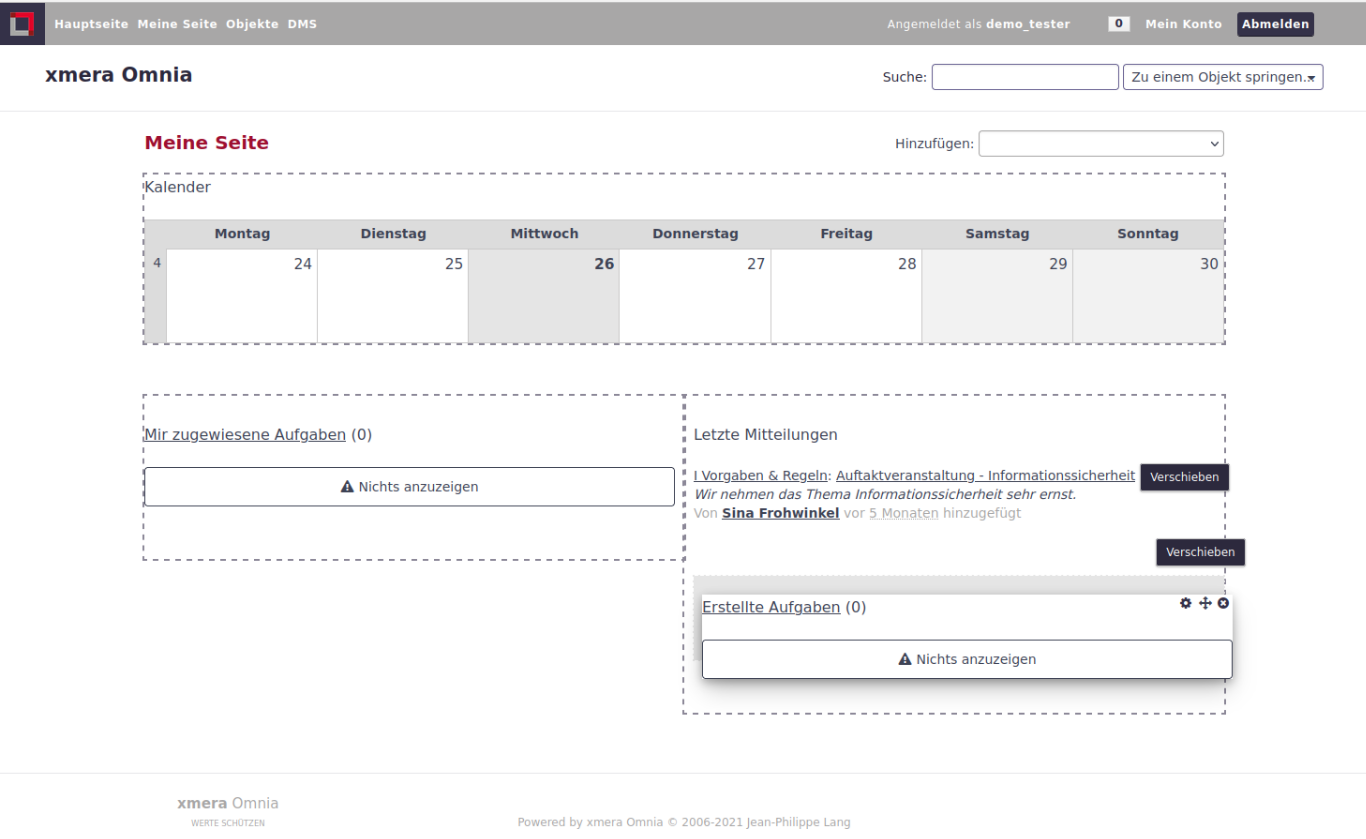 Hauptseite Meine Seite Objekte DMS Angemeldet als demo_tester 0 Mein Konto Abmelden
xmera Omnia Suche: Zu einem Objekt springen...
Meine Seite Hinzufügen:
Kalender
Montag Dienstag Mittwoch Donnerstag Freitag Samstag Sonntag
4 24 25 26 27 28 29 30
Mir zugewiesene Aufgaben (0)
Nichts anzuzeigen
Letzte Mitteilungen
I Vorgaben & Regeln: Auftaktveranstaltung - Informationssicherheit Verschieben
Wir nehmen das Thema Informationssicherheit sehr ernst.
Von Sina Frohwinkel vor 5 Monaten hinzugefügt
Verschieben
Erstellte Aufgaben (0)
Nichts anzuzeigen
xmera Omnia
WERTE SCHÜTZEN
Powered by xmera Omnia © 2006-2021 Jean-Philippe Lang